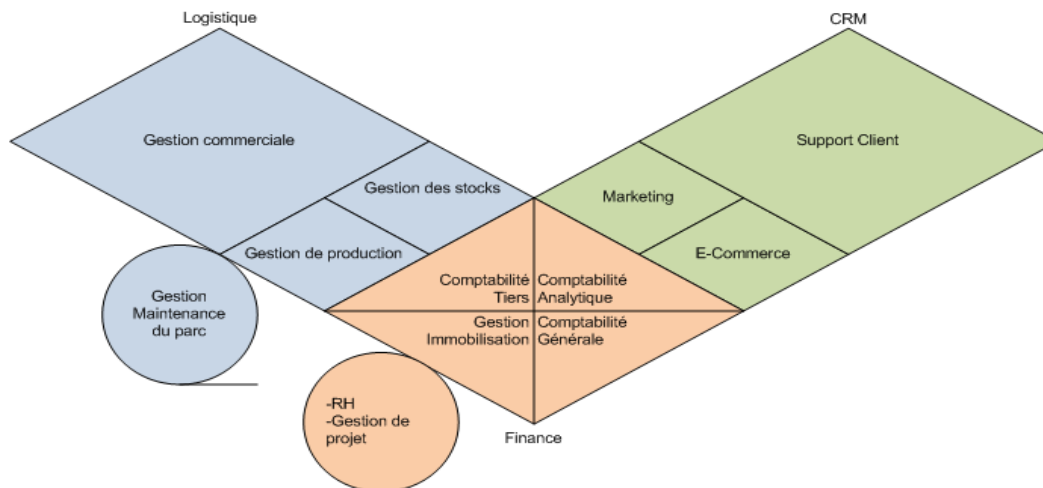 Logistique
CRM
Gestion commerciale
Support Client
Gestion des stocks
Marketing
Gestion de production
E-Commerce
Comptabilité
Tiers
Comptabilité
Analytique
Gestion
Immobilisation
Comptabilité
Générale
Gestion
Maintenance
du parc
-RH
-Gestion de
projet
Finance